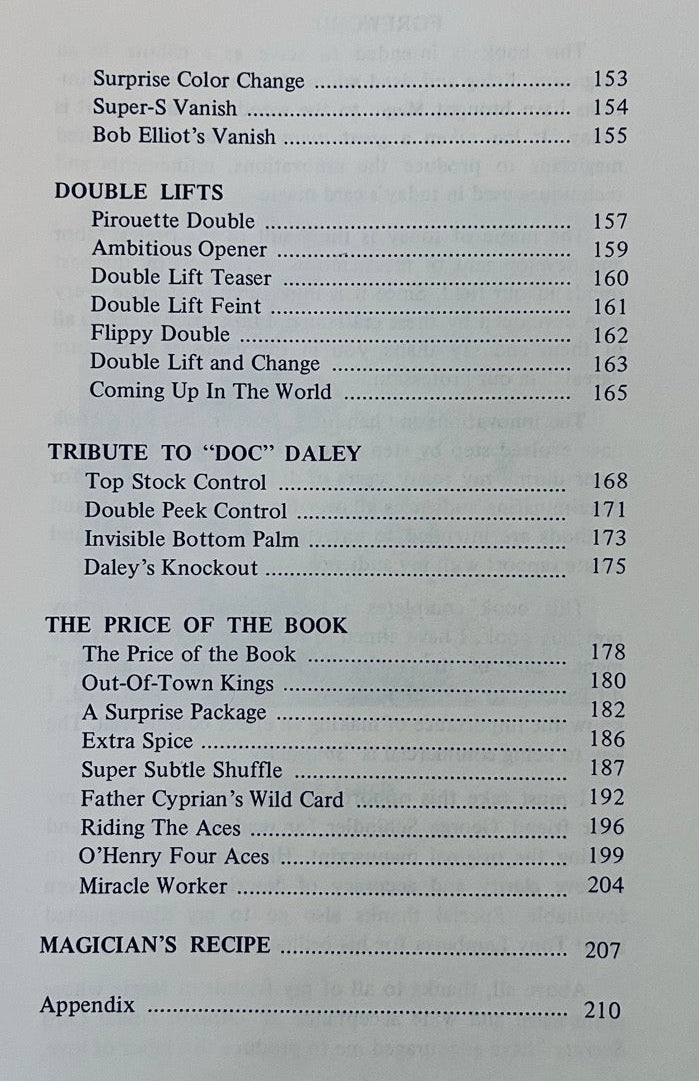 Surprise Color Change ........................................ 153
Super-S Vanish .................................................. 154
Bob Elliot's Vanish ............................................ 155
DOUBLE LIFTS
Pirouette Double ............................................... 157
Ambitious Opener ............................................. 159
Double Lift Teaser ............................................. 160
Double Lift Feint ............................................... 161
Flippy Double ................................................... 162
Double Lift and Change ..................................... 163
Coming Up In The World ................................... 165
TRIBUTE TO “DOC” DALEY
Top Stock Control ............................................. 168
Double Peek Control .......................................... 171
Invisible Bottom Palm ........................................ 173
Daley's Knockout .............................................. 175
THE PRICE OF THE BOOK
The Price of the Book ........................................ 178
Out-Of-Town Kings ........................................... 180
A Surprise Package ............................................ 182
Extra Spice ....................................................... 186
Super Subtle Shuffle .......................................... 187
Father Cyprian's Wild Card ................................. 192
Riding The Aces ................................................ 196
O'Henry Four Aces ............................................ 199
Miracle Worker .................................................. 204
MAGICIAN'S RECIPE ........................................... 207
Appendix .............................................................. 210